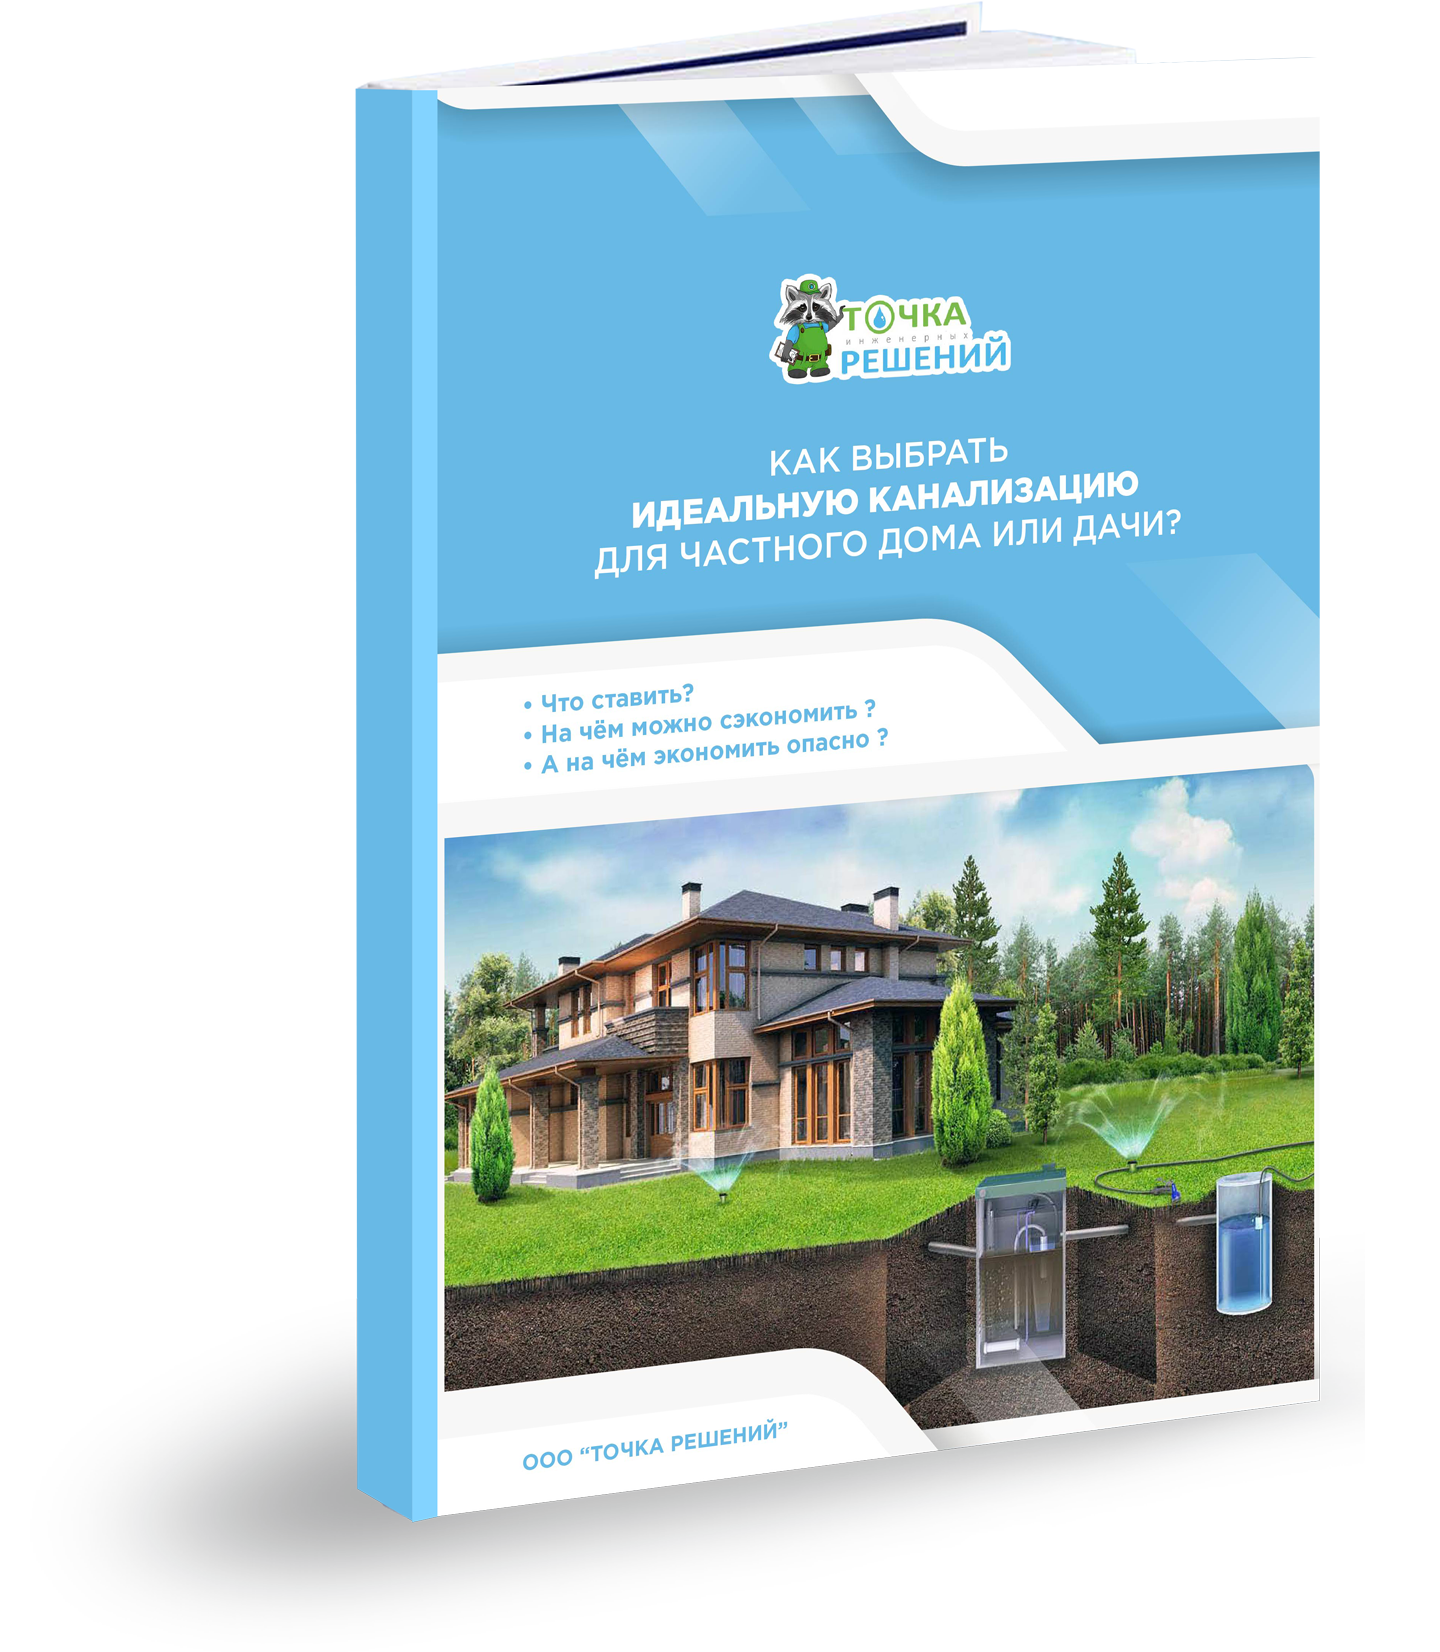 ТОЧКА
инженерных
РЕШЕНИЙ
КАК ВЫБРАТЬ
ИДЕАЛЬНУЮ КАНАЛИЗАЦИЮ
ДЛЯ ЧАСТНОГО ДОМА ИЛИ ДАЧИ?
• Что ставить?
• На чём можно сэкономить ?
• А на чём экономить опасно ?
ООО “ТОЧКА РЕШЕНИЙ”